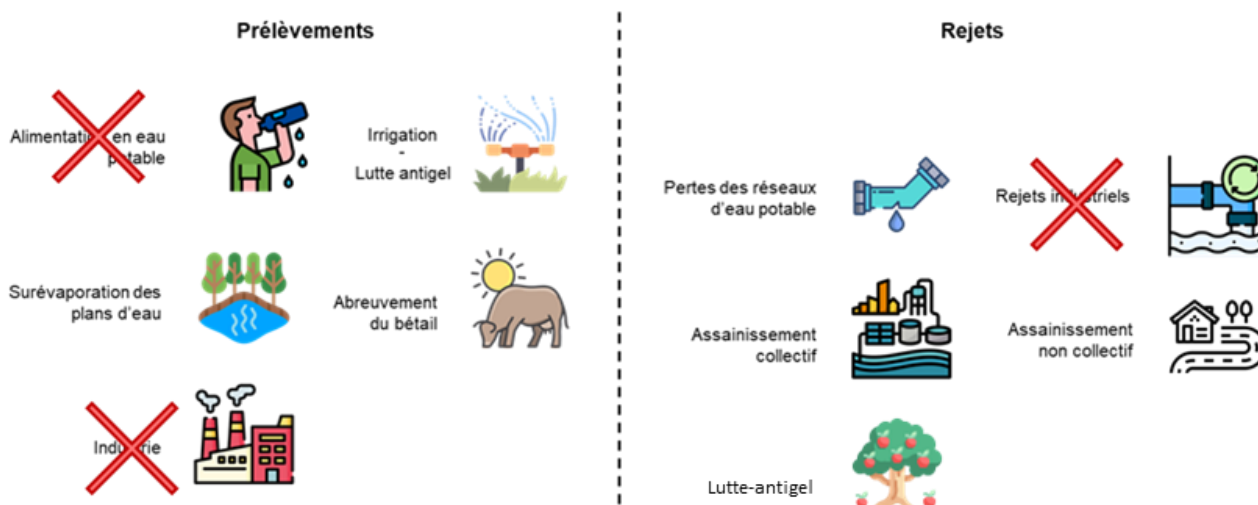 Prélèvements
Alimentation en eau
potable
Irrigation
-
Lutte antigel
Surévaporation des
plans d'eau
Abreuvement
du bétail
Industrie
Rejets
Pertes des réseaux
d'eau potable
Rejets industriels
Assainissement
collectif
Assainissement
non collectif
Lutte-antigel